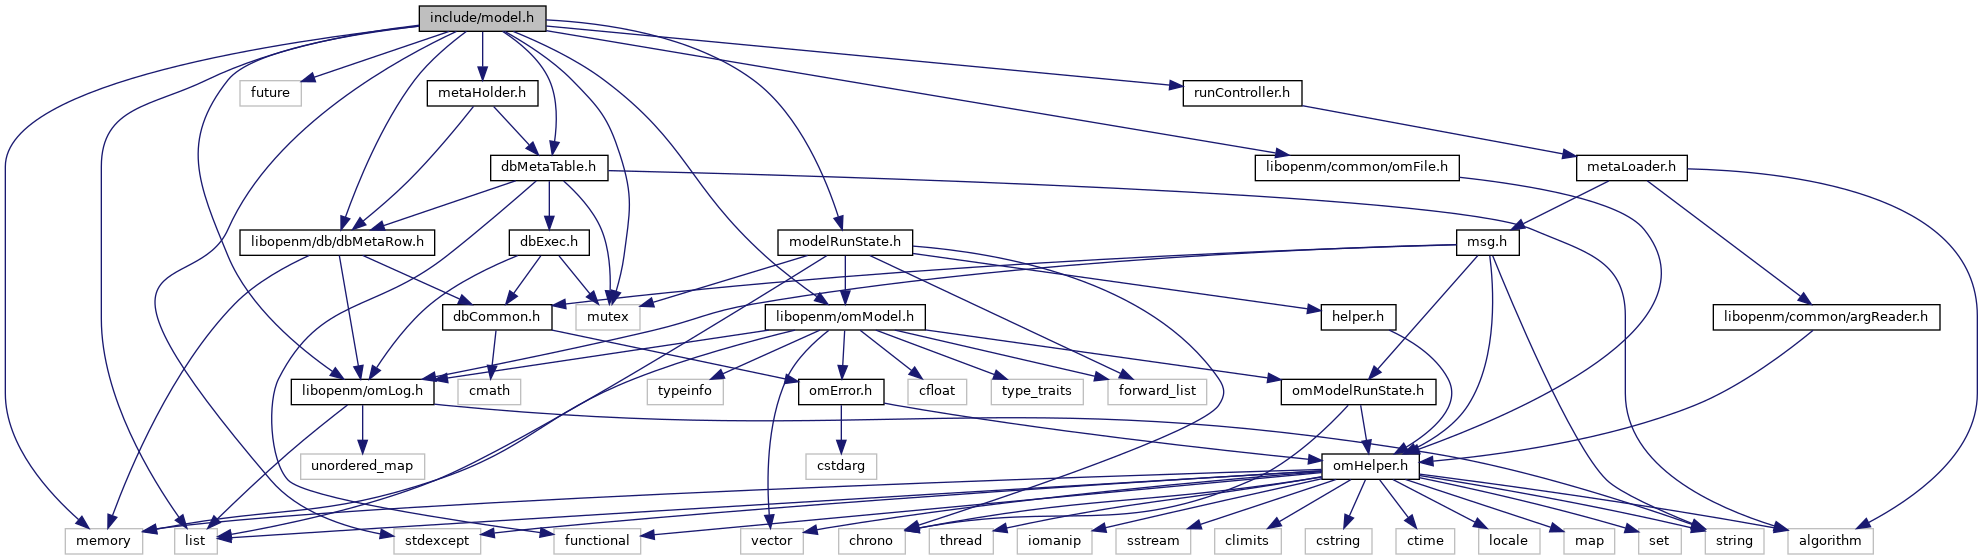 include/model.h
future
metaHolder.h
runController.h
dbMetaTable.h
libopenm/common/omFile.h
metaLoader.h
libopenm/db/dbMetaRow.h
dbExec.h
modelRunState.h
msg.h
dbCommon.h
mutex
libopenm/omModel.h
helper.h
libopenm/common/argReader.h
libopenm/omLog.h
cmath
typeinfo
omError.h
cfloat
type_traits
forward_list
omModelRunState.h
unordered_map
cstdarg
omHelper.h
memory
list
stdexcept
functional
vector
chrono
thread
iomanip
sstream
climits
cstring
ctime
locale
map
set
string
algorithm